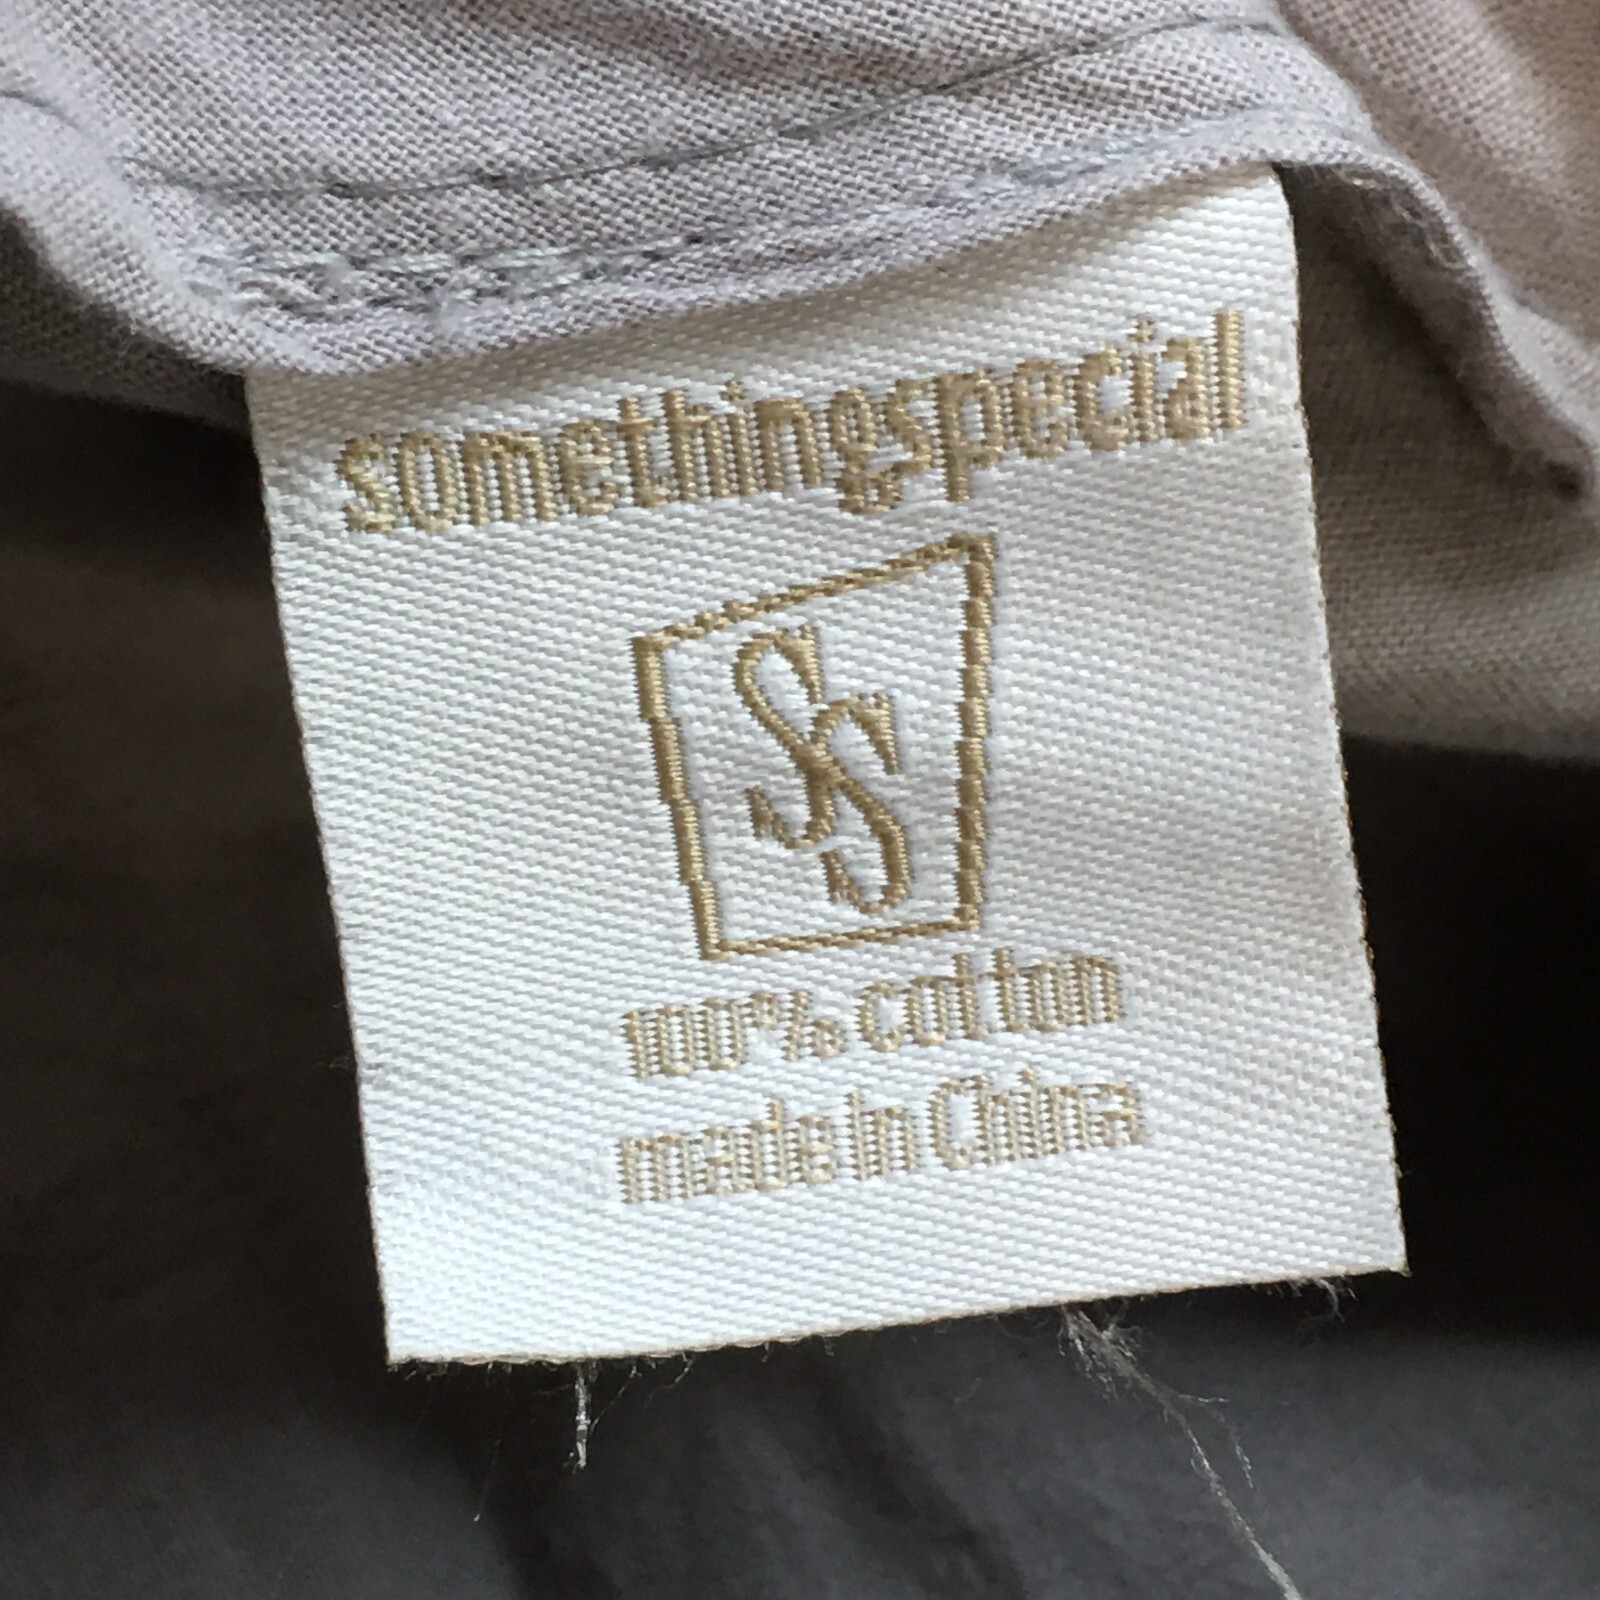 somethingspecial
SS
100% cotton
made in China